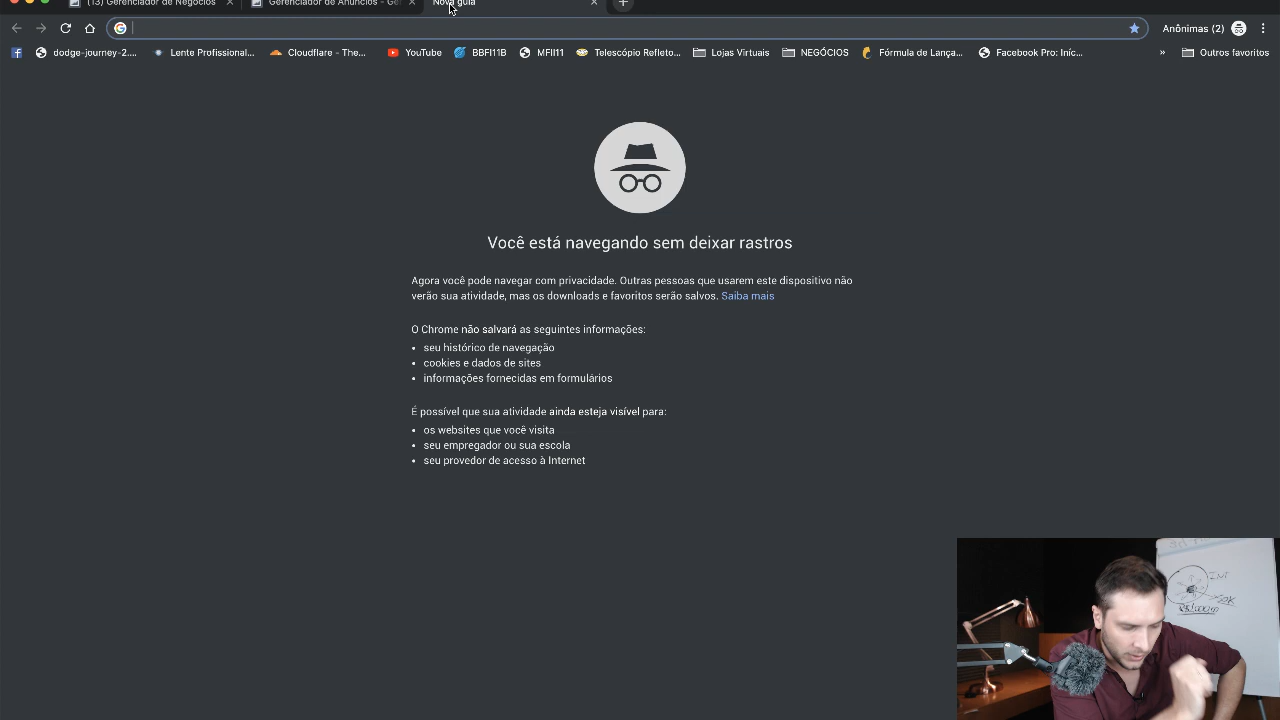 (13) Gerenciador de Negócios
Gerenciador de Anúncios - Ge
Nova guia
Anônimas (2)
dodge-journey-2....
Lente Profissional...
Cloudflare - The...
YouTube
BBFI11B
MFII11
Telescópio Refleto...
Lojas Virtuais
NEGÓCIOS
Fórmula de Lança...
Facebook Pro: Iníc...
»
Outros favoritos
Você está navegando sem deixar rastros
Agora você pode navegar com privacidade. Outras pessoas que usarem este dispositivo não
verão sua atividade, mas os downloads e favoritos serão salvos. Saiba mais
O Chrome não salvará as seguintes informações:
• seu histórico de navegação
• cookies e dados de sites
• informações fornecidas em formulários
É possível que sua atividade ainda esteja visível para:
• os websites que você visita
• seu empregador ou sua escola
• seu provedor de acesso à Internet